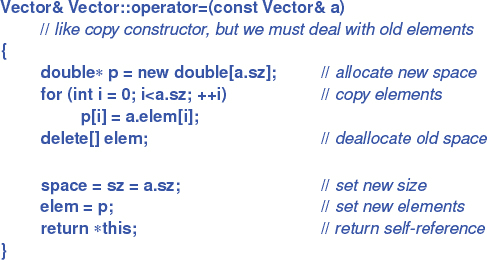 Vector& Vector::operator=(const Vector& a)
// like copy constructor, but we must deal with old elements
{
double* p = new double[a.sz]; // allocate new space
for (int i = 0; i<a.sz; ++i) // copy elements
p[i] = a.elem[i];
delete[] elem; // deallocate old space
space = sz = a.sz; // set new size
elem = p; // set new elements
return *this; // return self-reference
}